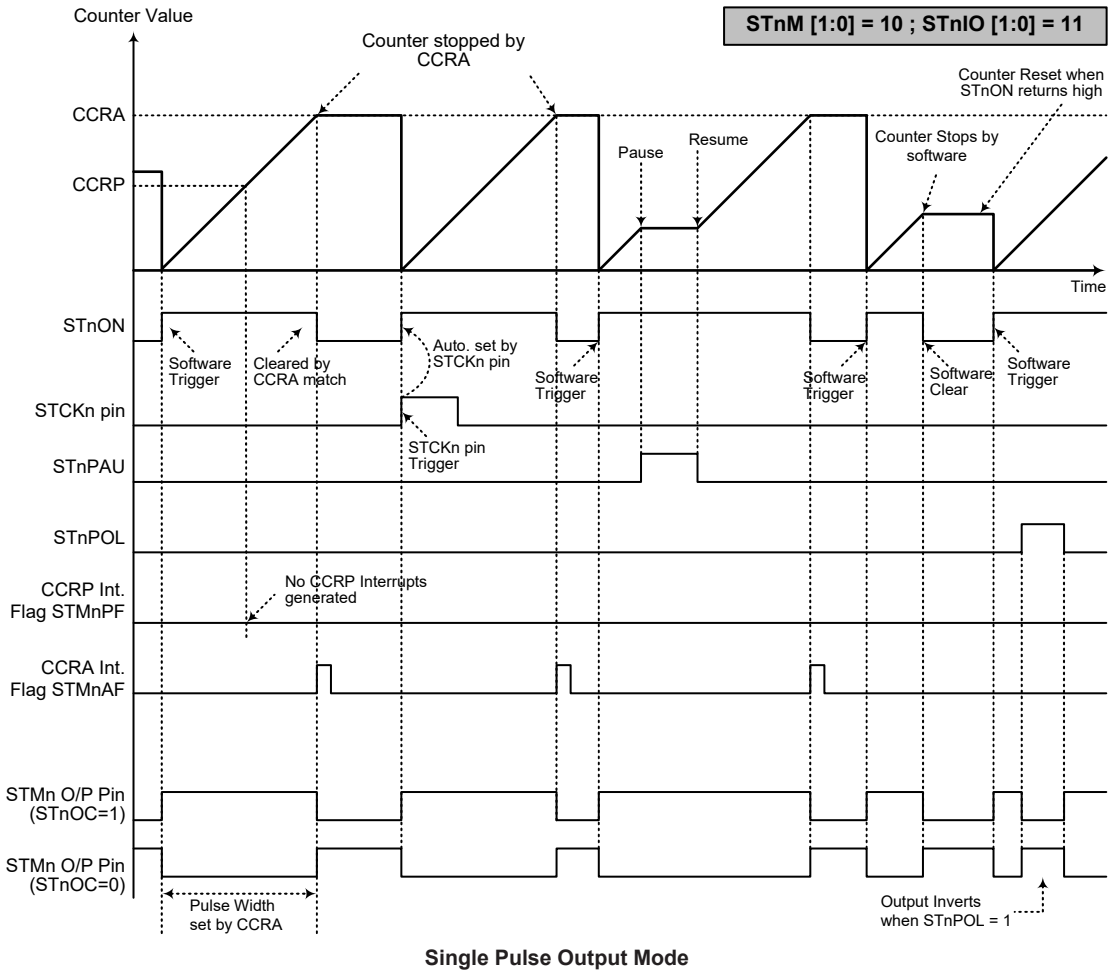 Counter Value
STnM [1:0] = 10 ; STnIO [1:0] = 11
Counter stopped by
CCRA
Counter Reset when
STnON returns high
CCRA
Pause
Resume
Counter Stops by
software
CCRP
Time
STnON
Software
Trigger
Cleared by
CCRA match
Auto. set by
STCKn pin
Software
Trigger
Software
Trigger
Software
Clear
Software
Trigger
STCKn pin
STCKn pin
Trigger
STnPAU
STnPOL
CCRP Int.
Flag STMnPF
No CCRP Interrupts
generated
CCRA Int.
Flag STMnAF
STMn O/P Pin
(STnOC=1)
STMn O/P Pin
(STnOC=0)
Pulse Width
set by CCRA
Output Inverts
when STnPOL = 1
Single Pulse Output Mode